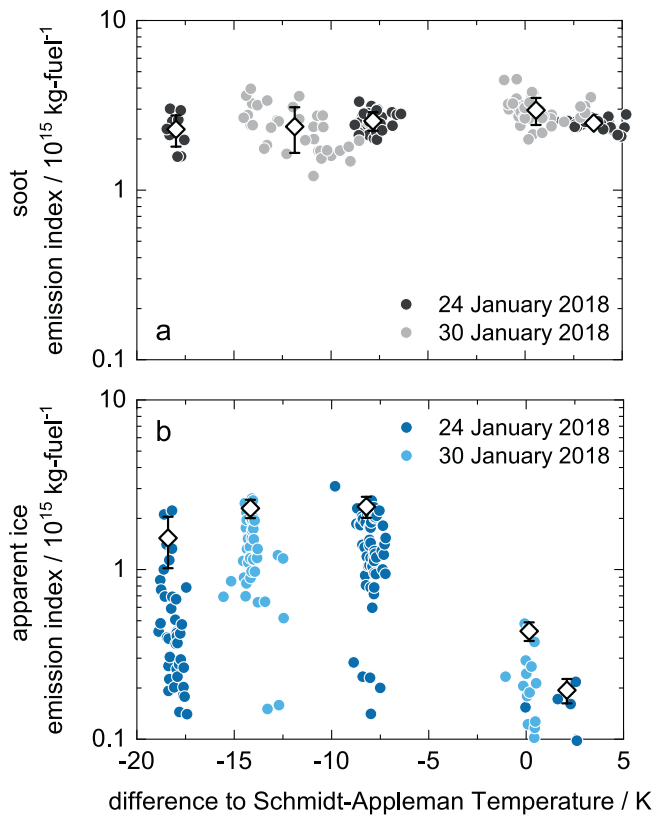 10
1
0.1
soot
emission index / 10¹⁵ kg-fuel⁻¹
a
24 January 2018
30 January 2018
10
1
0.1
apparent ice
emission index / 10¹⁵ kg-fuel⁻¹
b
24 January 2018
30 January 2018
-20 -15 -10 -5 0 5
difference to Schmidt-Appleman Temperature / K